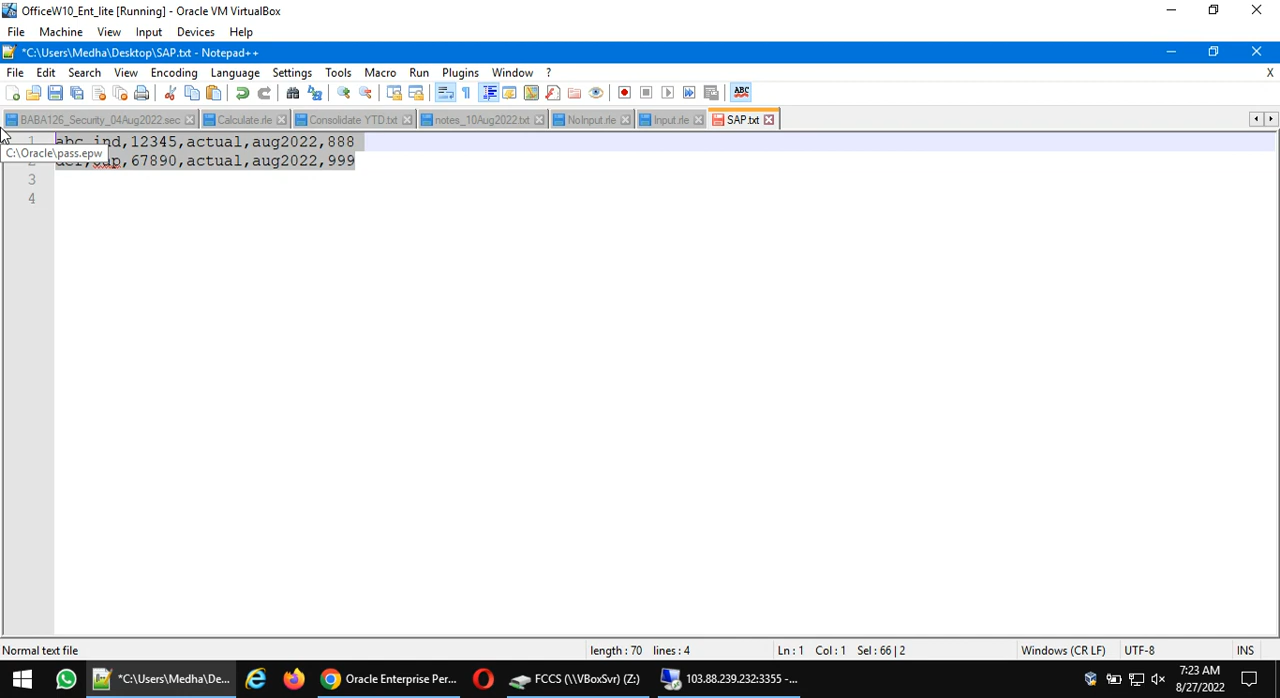 OfficeW10_Ent_lite [Running] - Oracle VM VirtualBox
File Machine View Input Devices Help
*C:\Users\Medha\Desktop\SAP.txt - Notepad++
File Edit Search View Encoding Language Settings Tools Macro Run Plugins Window ? X
ABC
BABA126_Security_04Aug2022.sec Calculate.rle Consolidate YTD.txt notes_10Aug2022.txt NoInput.rle Input.rle SAP.txt
1 abc,ind,12345,actual,aug2022,888
C:\Oracle\pass.epw
2 67890,actual,aug2022,999
3
4
Normal text file length : 70 lines : 4 Ln : 1 Col : 1 Sel : 66 | 2 Windows (CR LF) UTF-8 INS
*C:\Users\Medha\De... Oracle Enterprise Per... FCCS (\\VBoxSvr) (Z:) 103.88.239.232:3355 -... 7:23 AM
8/27/2022